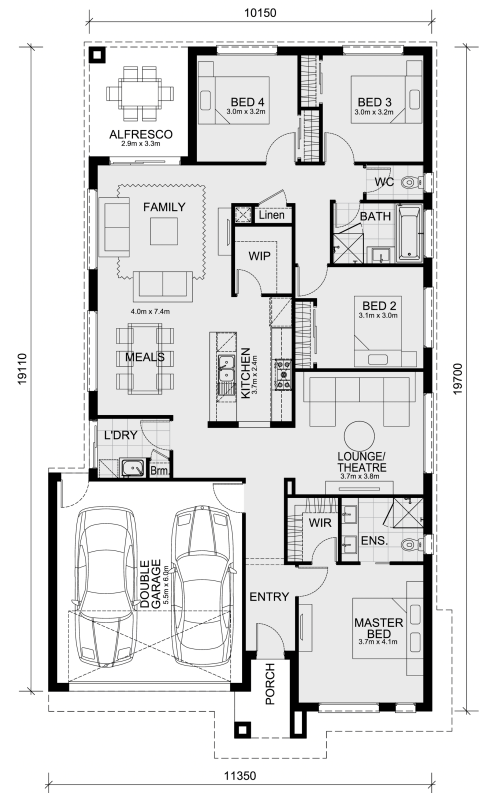 10150
BED 4
3.0m x 3.2m
BED 3
3.0m x 3.2m
ALFRESCO
2.9m x 3.3m
WC
FAMILY
Linen
BATH
WIP
4.0m x 7.4m
BED 2
3.1m x 3.0m
MEALS
KITCHEN
3.7m x 2.4m
19110
19700
L'DRY
Brm
LOUNGE/
THEATRE
3.7m x 3.8m
WIR
ENS.
DOUBLE
GARAGE
5.5m x 6.0m
ENTRY
MASTER
BED
3.7m x 4.1m
PORCH
11350